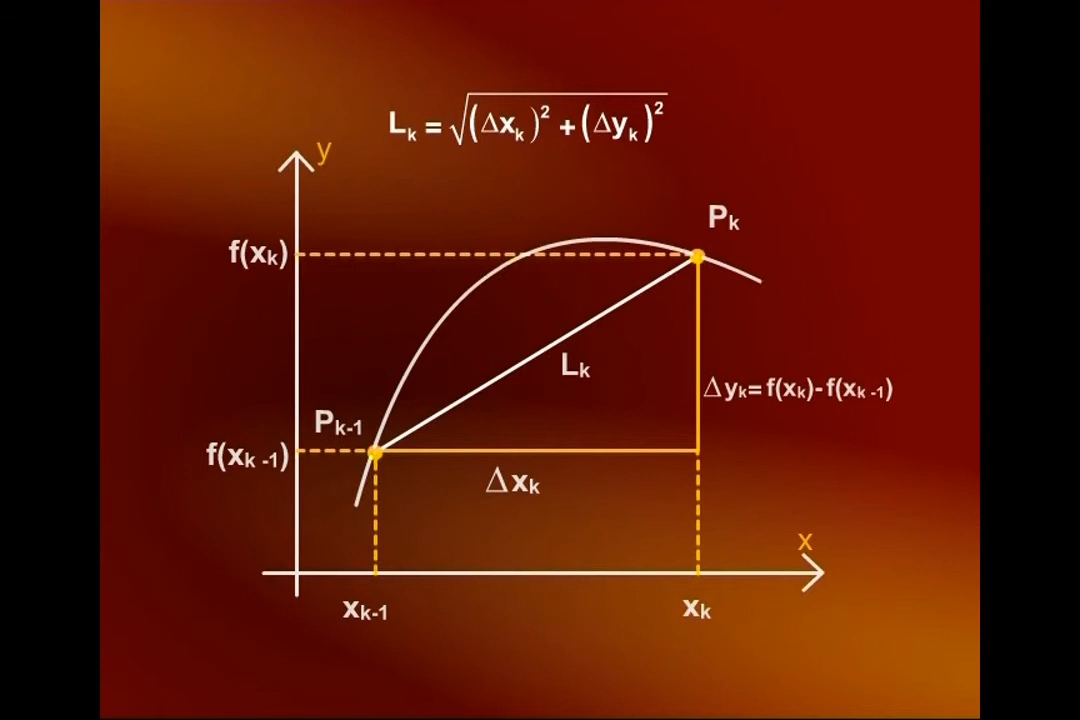 Lₖ = √(Δxₖ)² + (Δyₖ)²
y
Pₖ
f(xₖ)
Lₖ
Δyₖ= f(xₖ)- f(xₖ₋₁)
Pₖ₋₁
f(xₖ₋₁)
Δxₖ
x
xₖ₋₁
xₖ